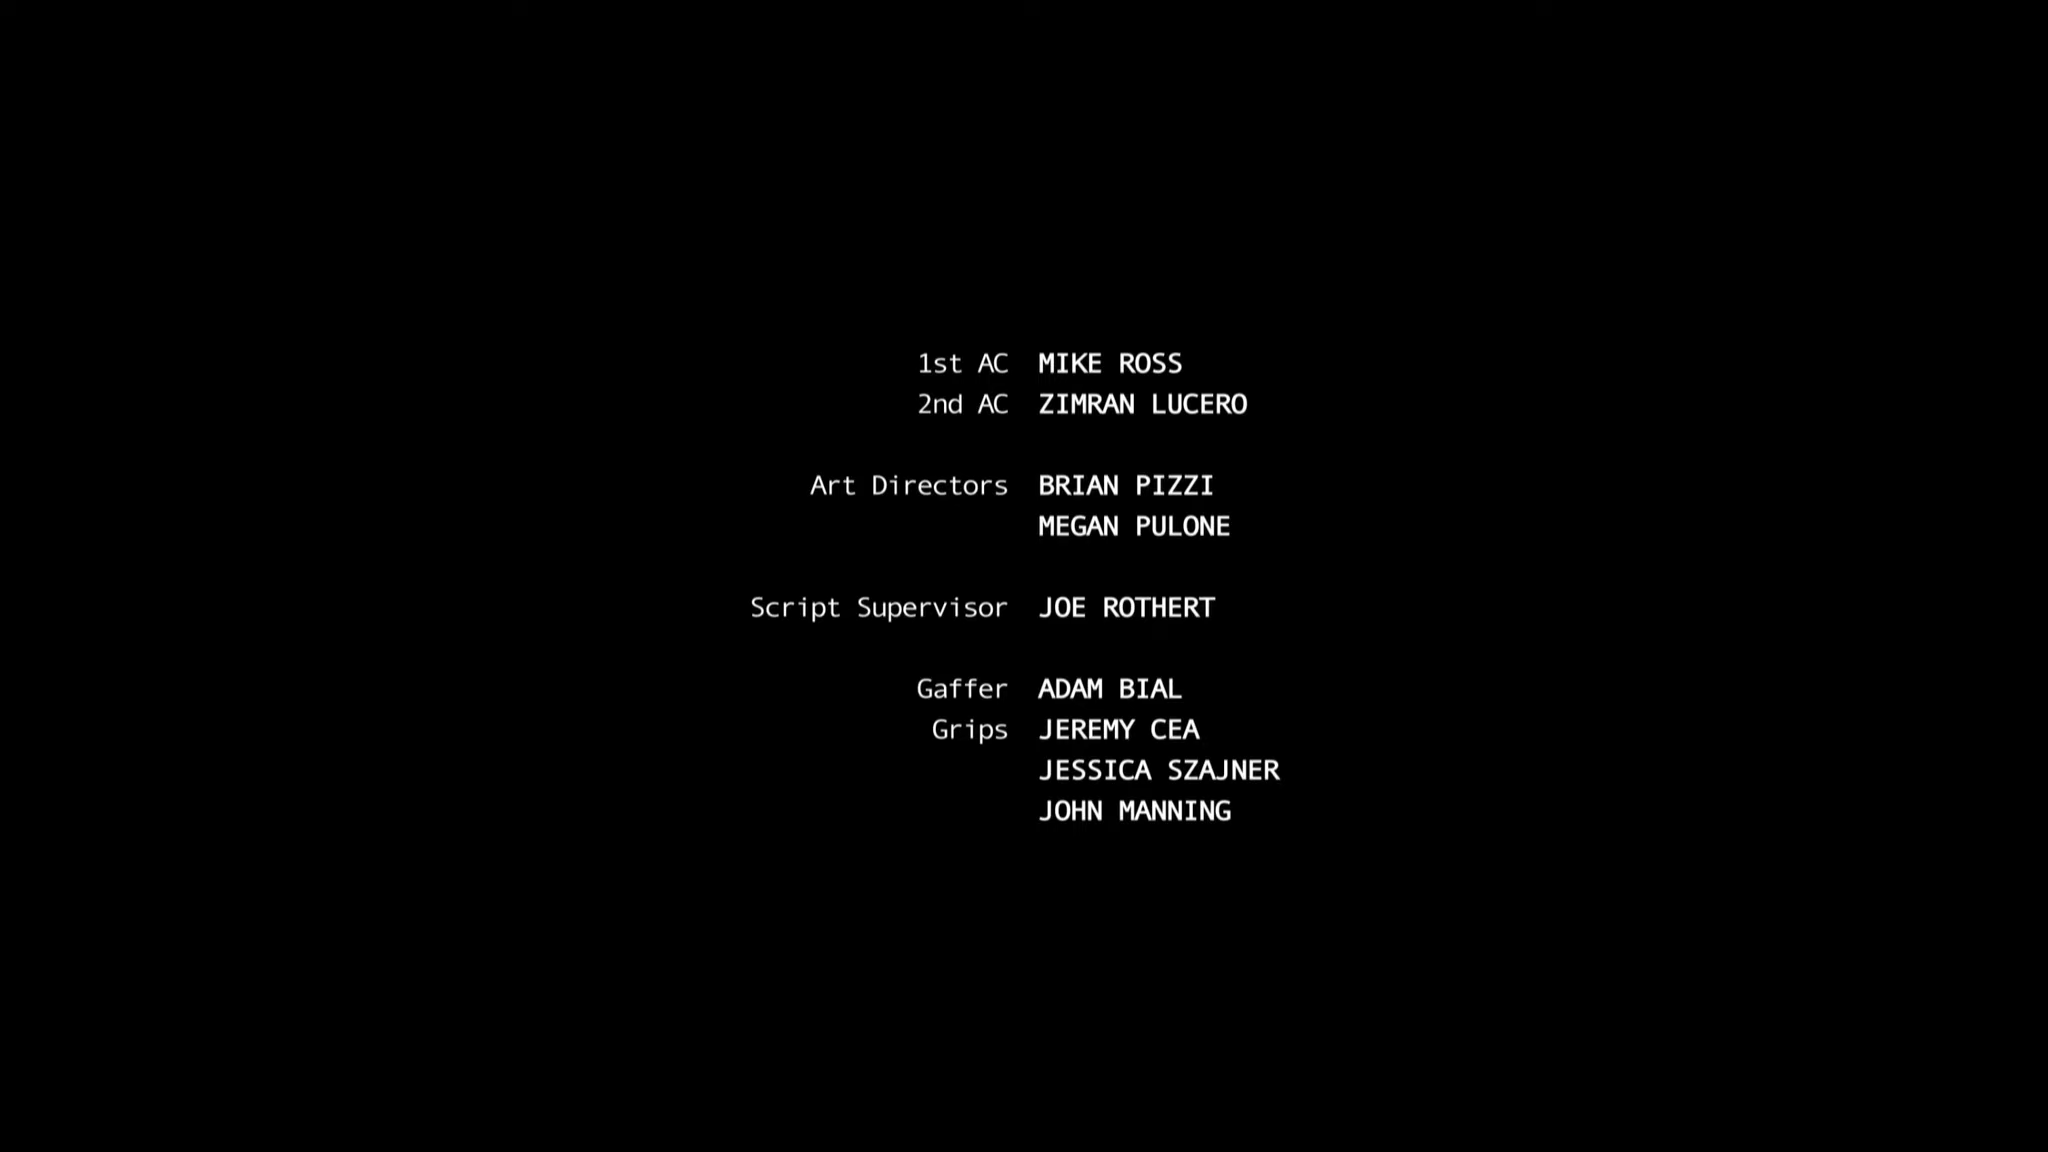 1st AC MIKE ROSS
2nd AC ZIMRAN LUCERO
Art Directors BRIAN PIZZI
MEGAN PULONE
Script Supervisor JOE ROTHERT
Gaffer ADAM BIAL
Grips JEREMY CEA
JESSICA SZAJNER
JOHN MANNING